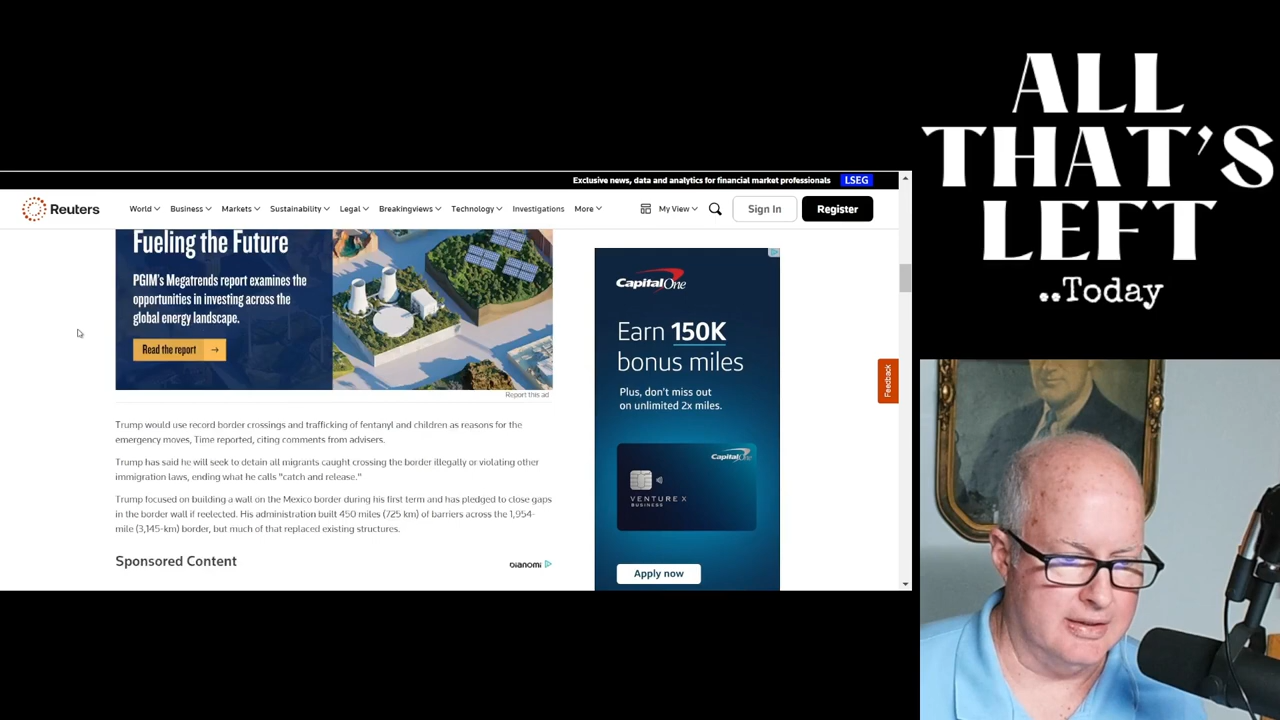 Exclusive news, data and analytics for financial market professionals LSEG
Reuters World Business Markets Sustainability Legal Breakingviews Technology Investigations More My View Sign In Register
Fueling the Future
PGIM's Megatrends report examines the
opportunities in investing across the
global energy landscape.
Read the report →
Report this ad
Trump would use record border crossings and trafficking of fentanyl and children as reasons for the
emergency moves, Time reported, citing comments from advisers.
Trump has said he will seek to detain all migrants caught crossing the border illegally or violating other
immigration laws, ending what he calls "catch and release."
Trump focused on building a wall on the Mexico border during his first term and has pledged to close gaps
in the border wall if reelected. His administration built 450 miles (725 km) of barriers across the 1,954-
mile (3,145-km) border, but much of that replaced existing structures.
Sponsored Content
DIANOMI
Capital One
Earn 150K
bonus miles
Plus, don't miss out
on unlimited 2x miles.
Capital One
VENTURE X
BUSINESS
Apply now
Feedback
ALL
THAT'S
LEFT
..Today